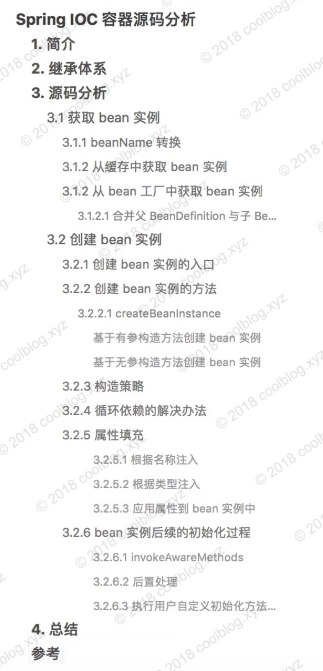 Spring IOC 容器源码分析
1. 简介
2. 继承体系
3. 源码分析
3.1 获取 bean 实例
3.1.1 beanName 转换
3.1.2 从缓存中获取 bean 实例
3.1.2 从 bean 工厂中获取 bean 实例
3.1.2.1 合并父 BeanDefinition 与子 Be...
3.2 创建 bean 实例
3.2.1 创建 bean 实例的入口
3.2.2 创建 bean 实例的方法
3.2.2.1 createBeanInstance
基于有参构造方法创建 bean 实例
基于无参构造方法创建 bean 实例
3.2.3 构造策略
3.2.4 循环依赖的解决办法
3.2.5 属性填充
3.2.5.1 根据名称注入
3.2.5.2 根据类型注入
3.2.5.3 应用属性到 bean 实例中
3.2.6 bean 实例后续的初始化过程
3.2.6.1 invokeAwareMethods
3.2.6.2 后置处理
3.2.6.3 执行用户自定义初始化方法...
4. 总结
参考
© 2018 coolblog.xyz